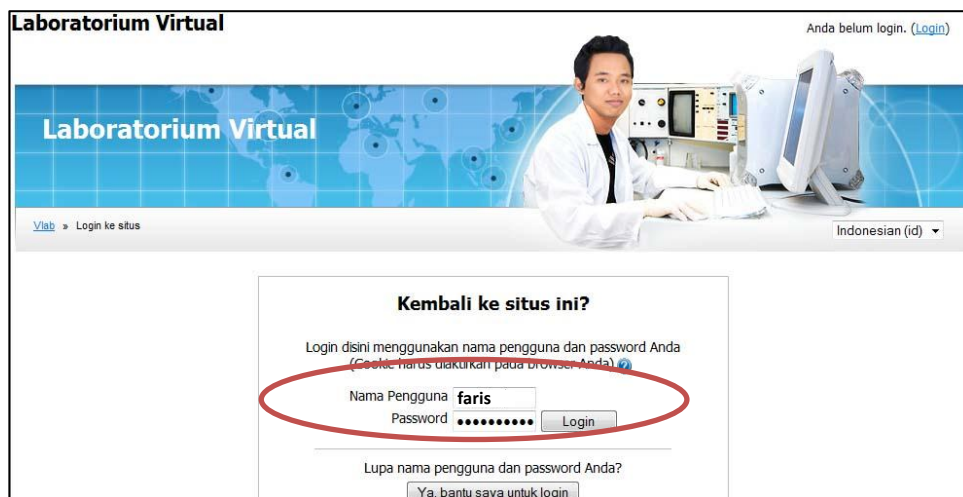 Laboratorium Virtual
Anda belum login. (Login)
Laboratorium Virtual
Vlab » Login ke situs
Indonesian (id)
Kembali ke situs ini?
Login disini menggunakan nama pengguna dan password Anda
(Cookie harus diakurkan pada browser Anda)
Nama Pengguna faris
Password •••••••••• Login
Lupa nama pengguna dan password Anda?
Ya, bantu saya untuk login